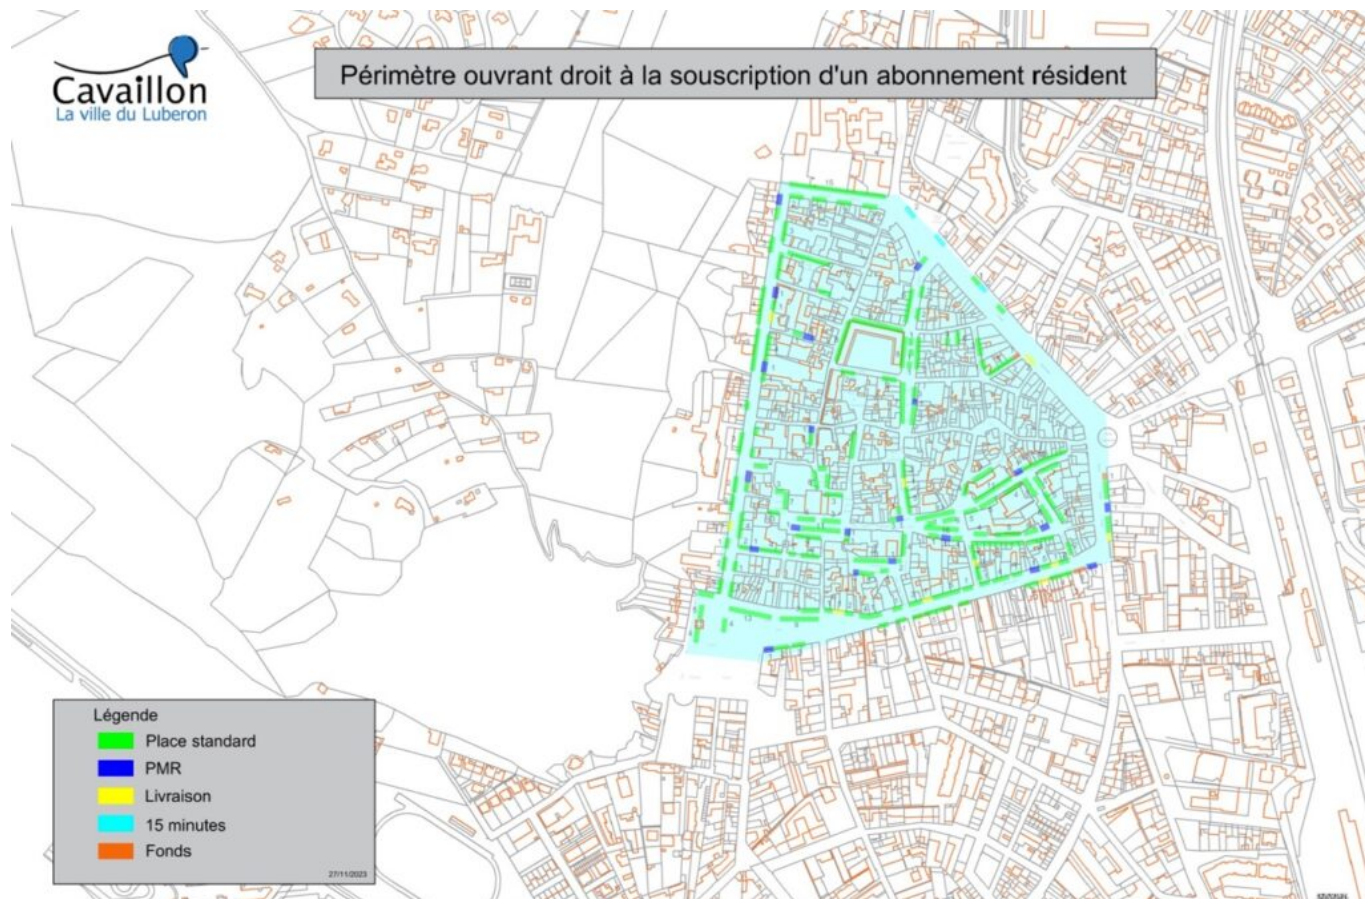 Cavaillon
La ville du Luberon
Périmètre ouvrant droit à la souscription d'un abonnement résident
Légende
Place standard
PMR
Livraison
15 minutes
Fonds
27/11/2023